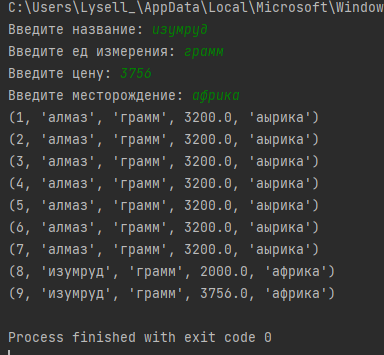 C:\Users\Lysell_\AppData\Local\Microsoft\Window
Введите название: изумруд
Введите ед измерения: грамм
Введите цену: 3756
Введите месторождение: африка
(1, 'алмаз', 'грамм', 3200.0, 'аырика')
(2, 'алмаз', 'грамм', 3200.0, 'аырика')
(3, 'алмаз', 'грамм', 3200.0, 'аырика')
(4, 'алмаз', 'грамм', 3200.0, 'аырика')
(5, 'алмаз', 'грамм', 3200.0, 'аырика')
(6, 'алмаз', 'грамм', 3200.0, 'аырика')
(7, 'алмаз', 'грамм', 3200.0, 'аырика')
(8, 'изумруд', 'грамм', 2000.0, 'африка')
(9, 'изумруд', 'грамм', 3756.0, 'африка')
Process finished with exit code 0